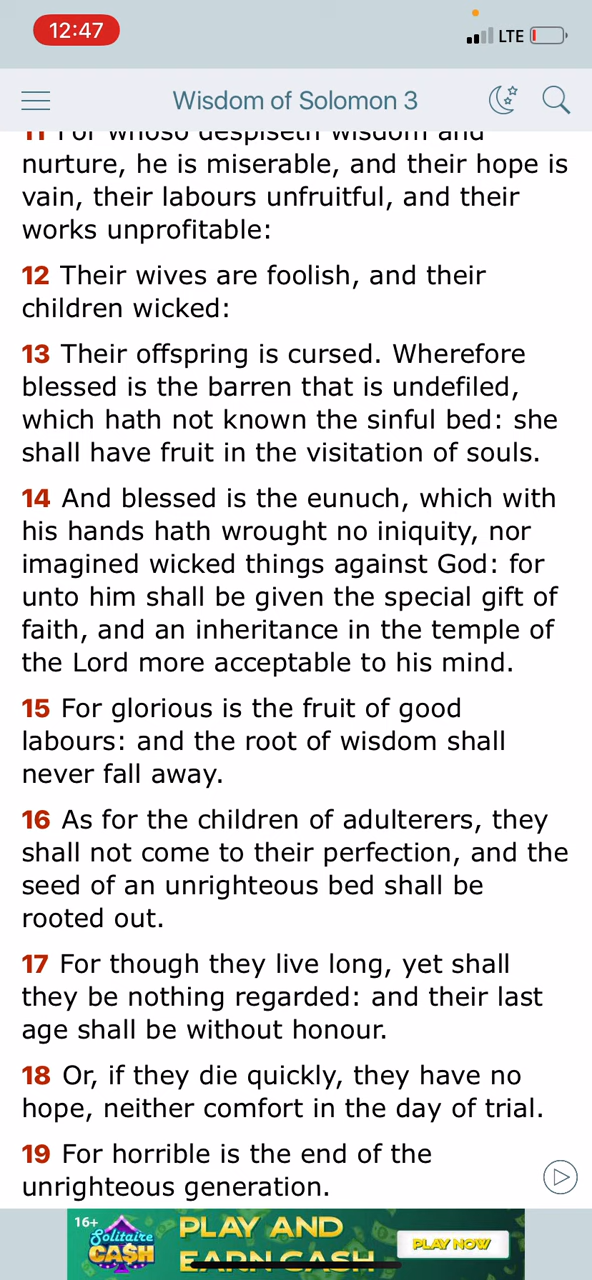 12:47
LTE
Wisdom of Solomon 3
11 For whoso despiseth wisdom and
nurture, he is miserable, and their hope is
vain, their labours unfruitful, and their
works unprofitable:
12 Their wives are foolish, and their
children wicked:
13 Their offspring is cursed. Wherefore
blessed is the barren that is undefiled,
which hath not known the sinful bed: she
shall have fruit in the visitation of souls.
14 And blessed is the eunuch, which with
his hands hath wrought no iniquity, nor
imagined wicked things against God: for
unto him shall be given the special gift of
faith, and an inheritance in the temple of
the Lord more acceptable to his mind.
15 For glorious is the fruit of good
labours: and the root of wisdom shall
never fall away.
16 As for the children of adulterers, they
shall not come to their perfection, and the
seed of an unrighteous bed shall be
rooted out.
17 For though they live long, yet shall
they be nothing regarded: and their last
age shall be without honour.
18 Or, if they die quickly, they have no
hope, neither comfort in the day of trial.
19 For horrible is the end of the
unrighteous generation.
16+
Solitaire
CASH
PLAY AND
EARN CASH
PLAY NOW